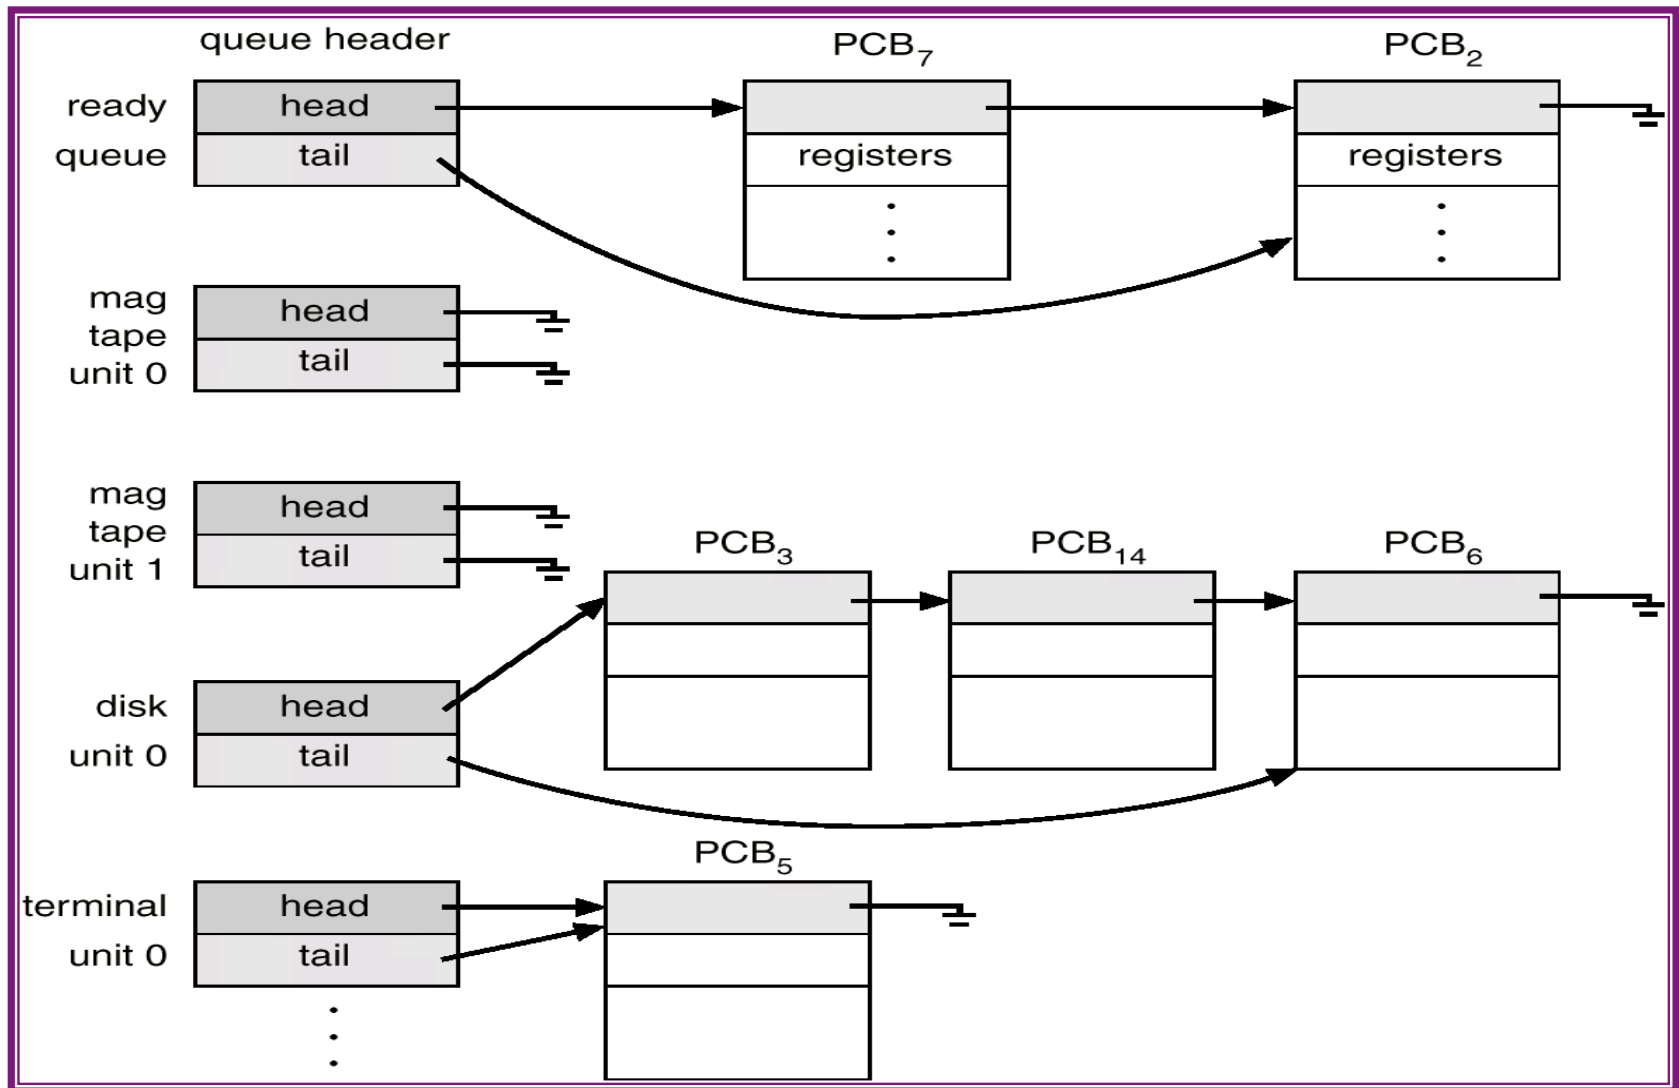 queue header
PCB7
PCB2
ready
queue
head
tail
registers
registers
mag
tape
unit 0
head
tail
mag
tape
unit 1
head
tail
PCB3
PCB14
PCB6
disk
unit 0
head
tail
PCB5
terminal
unit 0
head
tail